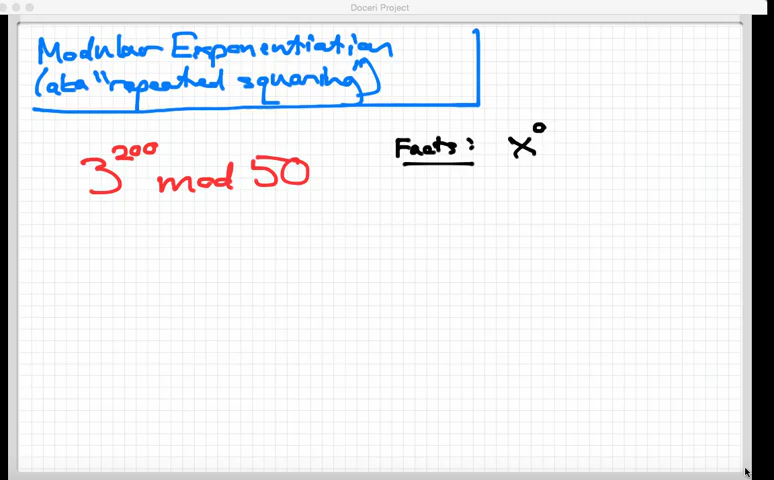 Doceri Project
Modular Exponentiation
(aka "repeated squaring")
3^200 mod 50
Facts: x^0